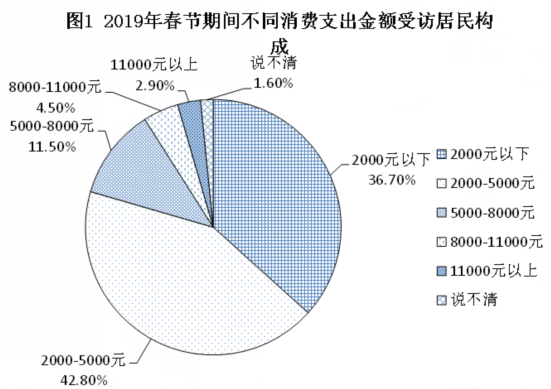 图1 2019年春节期间不同消费支出金额受访居民构
成
说不清
1.60%
11000元以上
2.90%
8000-11000元
4.50%
5000-8000元
11.50%
2000元以下
36.70%
2000-5000元
42.80%
2000元以下
2000-5000元
5000-8000元
8000-11000元
11000元以上
说不清